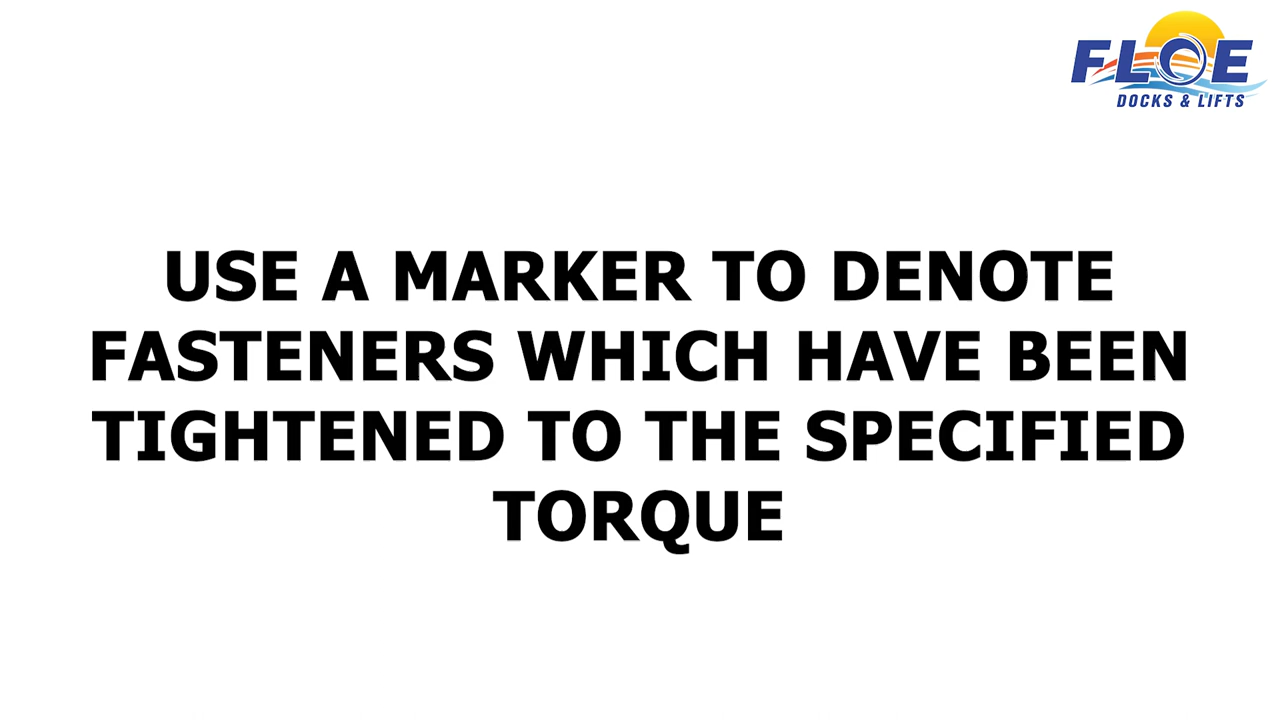 FLOE
DOCKS & LIFTS
USE A MARKER TO DENOTE
FASTENERS WHICH HAVE BEEN
TIGHTENED TO THE SPECIFIED
TORQUE